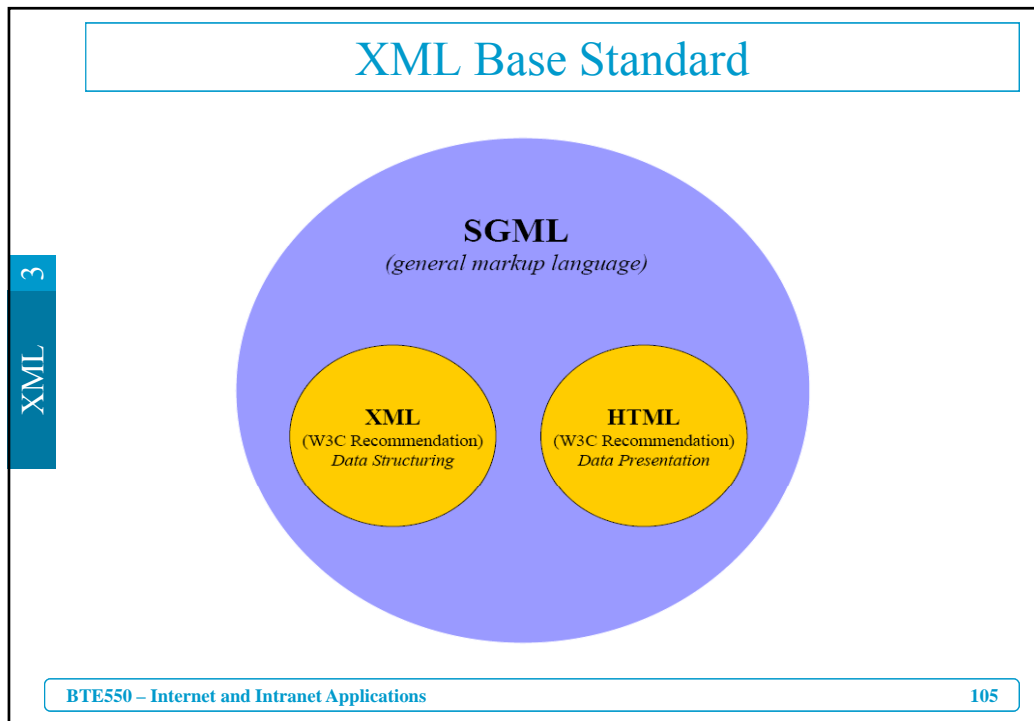 XML Base Standard
SGML
(general markup language)
3
XML
XML
(W3C Recommendation)
Data Structuring
HTML
(W3C Recommendation)
Data Presentation
BTE550 – Internet and Intranet Applications
105